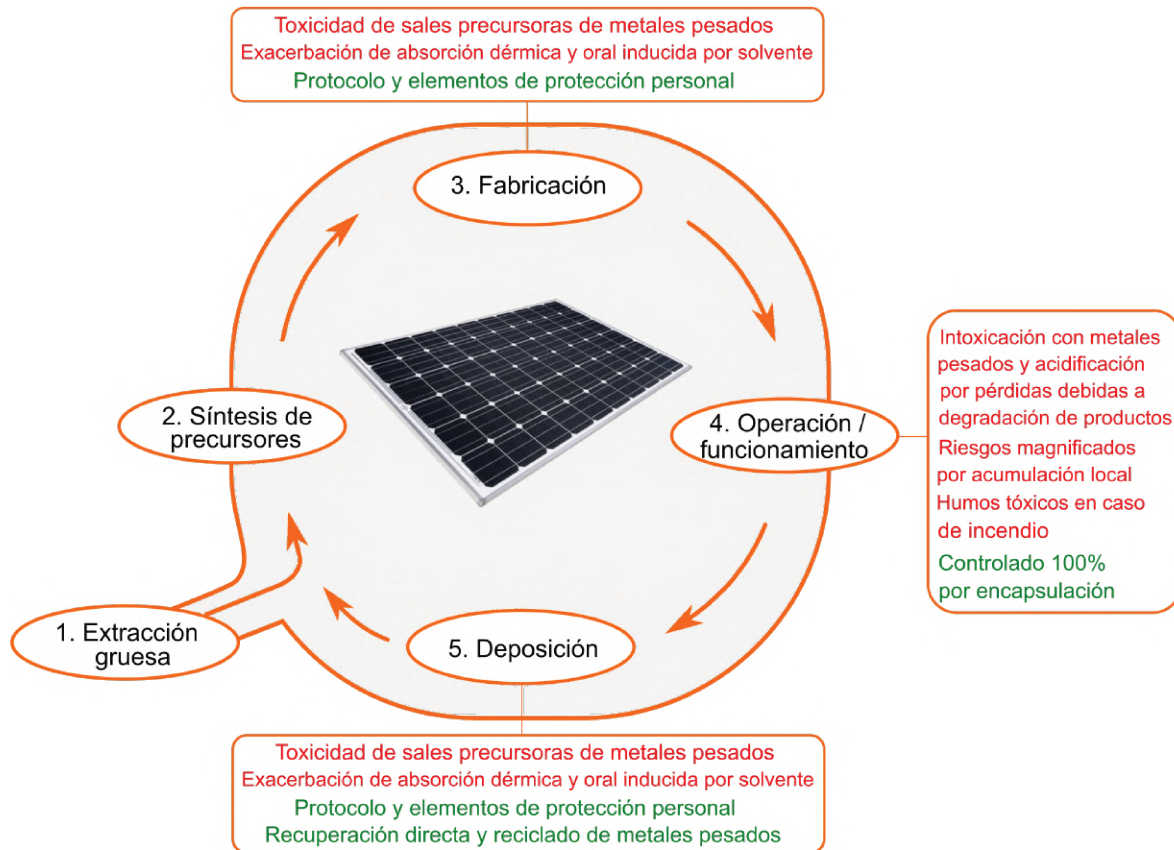 Toxicidad de sales precursoras de metales pesados
Exacerbación de absorción dérmica y oral inducida por solvente
Protocolo y elementos de protección personal
3. Fabricación
2. Síntesis de
precursores
4. Operación /
funcionamiento
Intoxicación con metales
pesados y acidificación
por pérdidas debidas a
degradación de productos
Riesgos magnificados
por acumulación local
Humos tóxicos en caso
de incendio
Controlado 100%
por encapsulación
1. Extracción
gruesa
5. Deposición
Toxicidad de sales precursoras de metales pesados
Exacerbación de absorción dérmica y oral inducida por solvente
Protocolo y elementos de protección personal
Recuperación directa y reciclado de metales pesados